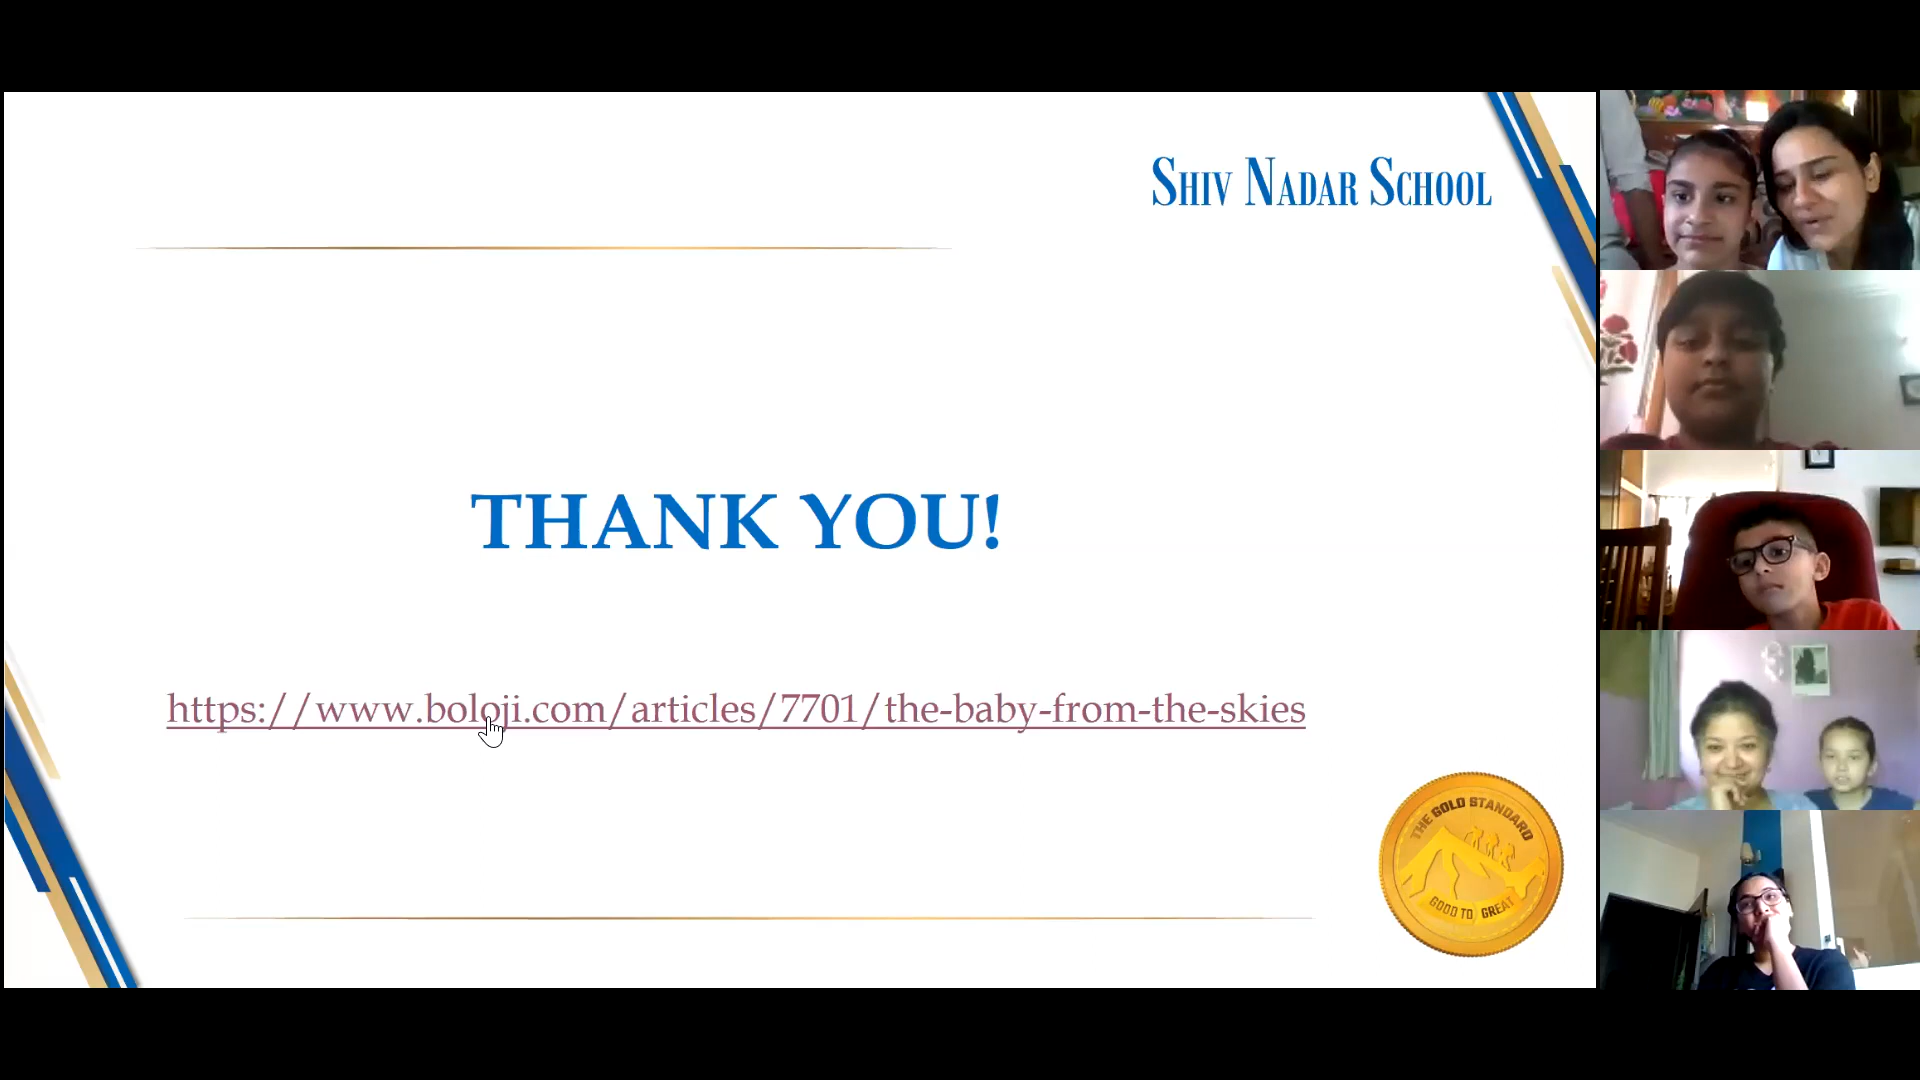 SHIV NADAR SCHOOL
THANK YOU!
https://www.boloji.com/articles/7701/the-baby-from-the-skies
THE GOLD STANDARD
GOOD TO GREAT